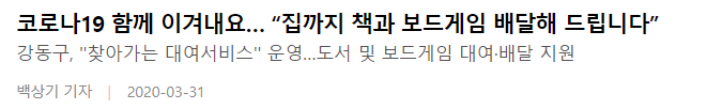 코로나19 함께 이겨내요... “집까지 책과 보드게임 배달해 드립니다”
강동구, "찾아가는 대여서비스" 운영...도서 및 보드게임 대여·배달 지원
백상기 기자 | 2020-03-31